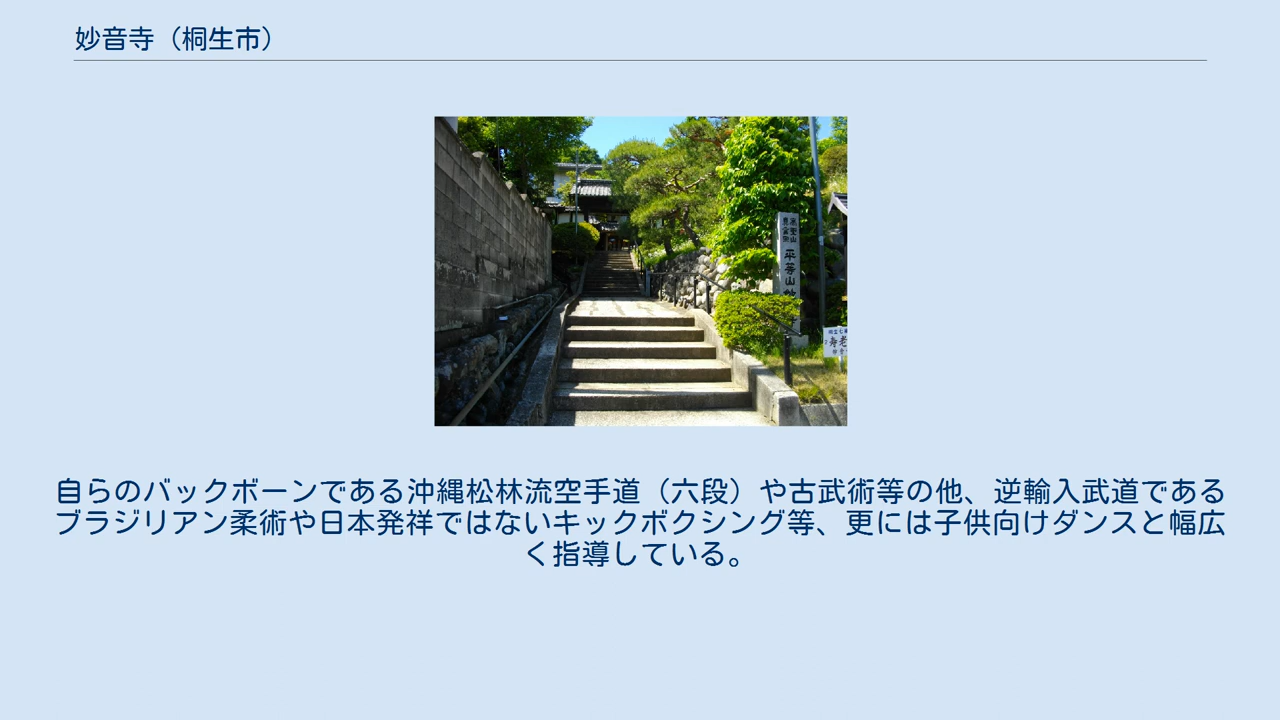 妙音寺（桐生市）
平等山
自らのバックボーンである沖縄松林流空手道（六段）や古武術等の他、逆輸入武道である
ブラジリアン柔術や日本発祥ではないキックボクシング等、更には子供向けダンスと幅広
く指導している。